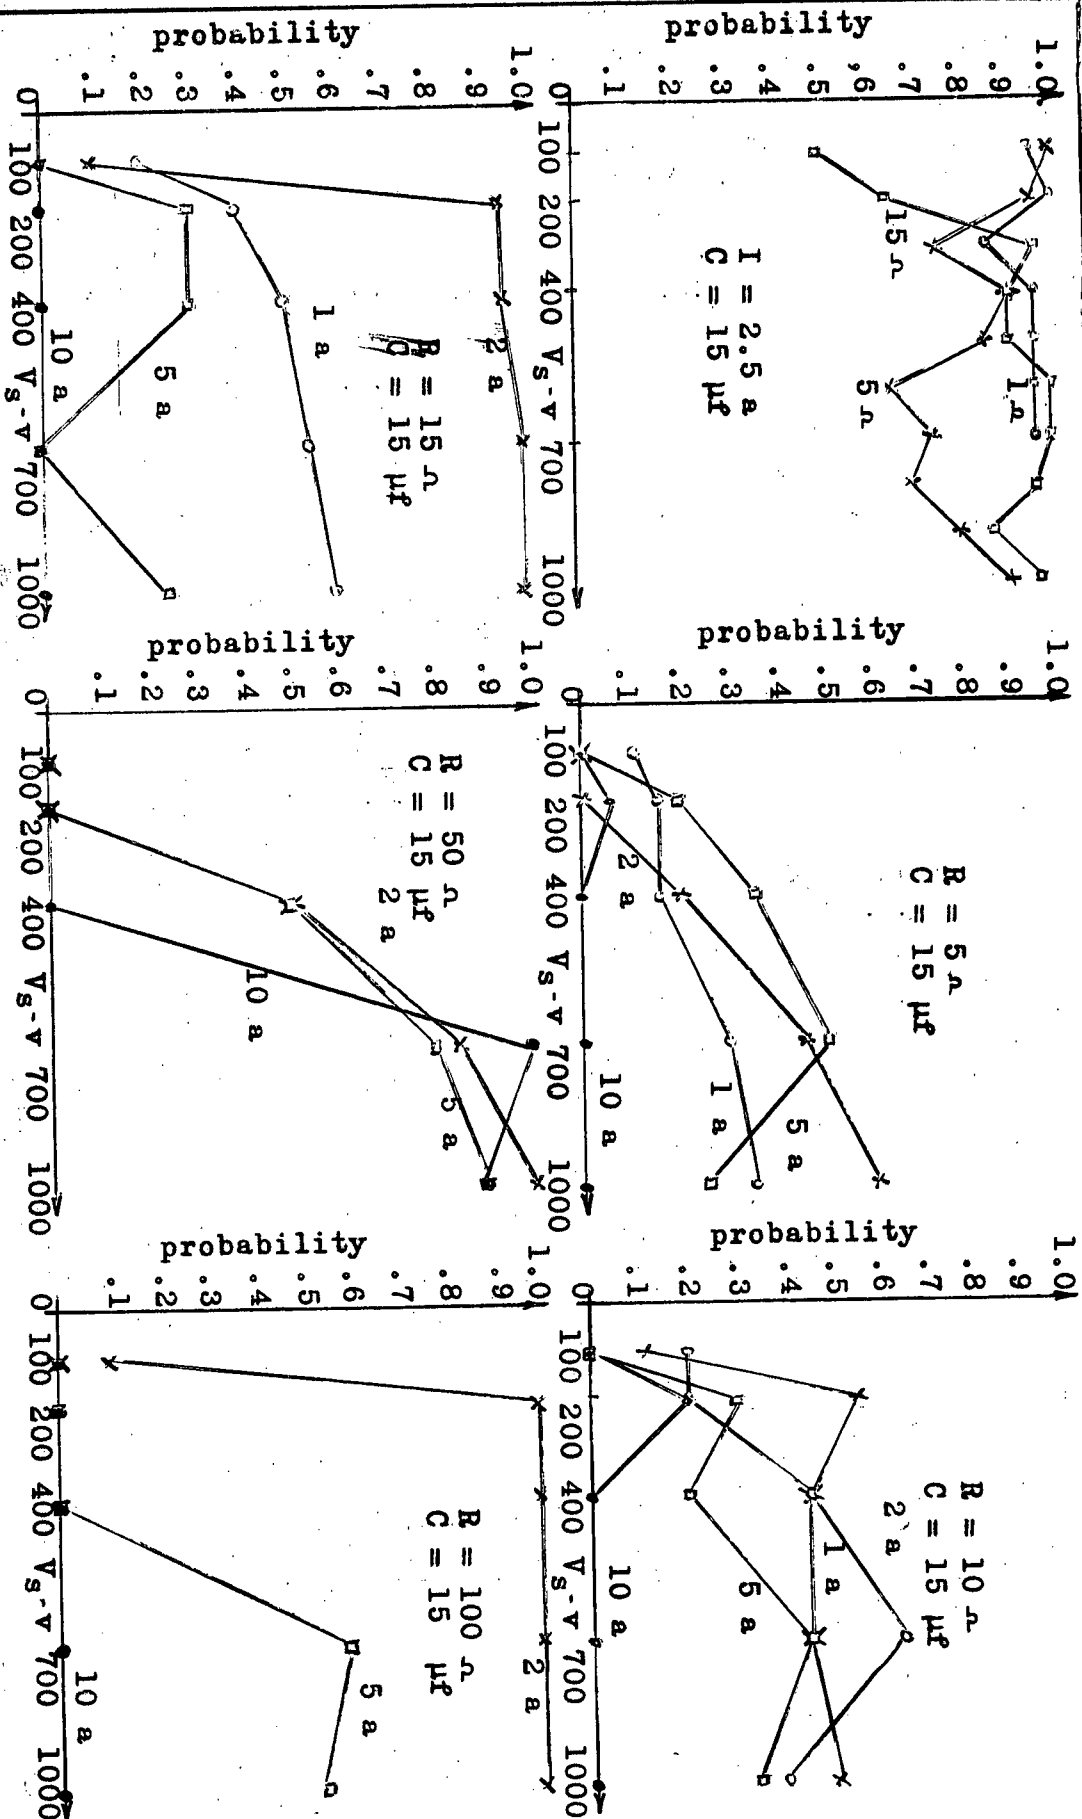 probability
1.0
.9
.8
.7
.6
.5
.4
.3
.2
.1
0
15 Ω
1 Ω
5 Ω
I = 2.5 a
C = 15 µf
100 200 400 Vs-v 700 1000
probability
1.0
.9
.8
.7
.6
.5
.4
.3
.2
.1
0
R = 5 Ω
C = 15 µf
2 a
5 a
1 a
10 a
100 200 400 Vs-v 700 1000
probability
1.0
.9
.8
.7
.6
.5
.4
.3
.2
.1
0
R = 10 Ω
C = 15 µf
2 a
1 a
5 a
10 a
100 200 400 Vs-v 700 1000
probability
1.0
.9
.8
.7
.6
.5
.4
.3
.2
.1
0
2 a
R = 15 Ω
C = 15 µf
1 a
5 a
10 a
100 200 400 Vs-v 700 1000
probability
1.0
.9
.8
.7
.6
.5
.4
.3
.2
.1
0
R = 50 Ω
C = 15 µf
2 a
5 a
10 a
100 200 400 Vs-v 700 1000
probability
1.0
.9
.8
.7
.6
.5
.4
.3
.2
.1
0
2 a
R = 100 Ω
C = 15 µf
5 a
10 a
100 200 400 Vs-v 700 1000